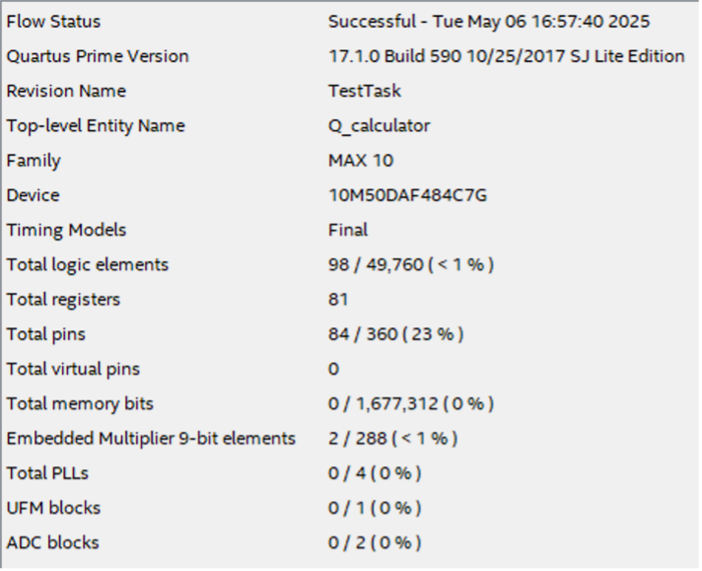 Flow Status Successful - Tue May 06 16:57:40 2025
Quartus Prime Version 17.1.0 Build 590 10/25/2017 SJ Lite Edition
Revision Name TestTask
Top-level Entity Name Q_calculator
Family MAX 10
Device 10M50DAF484C7G
Timing Models Final
Total logic elements 98 / 49,760 ( < 1 % )
Total registers 81
Total pins 84 / 360 ( 23 % )
Total virtual pins 0
Total memory bits 0 / 1,677,312 ( 0 % )
Embedded Multiplier 9-bit elements 2 / 288 ( < 1 % )
Total PLLs 0 / 4 ( 0 % )
UFM blocks 0 / 1 ( 0 % )
ADC blocks 0 / 2 ( 0 % )